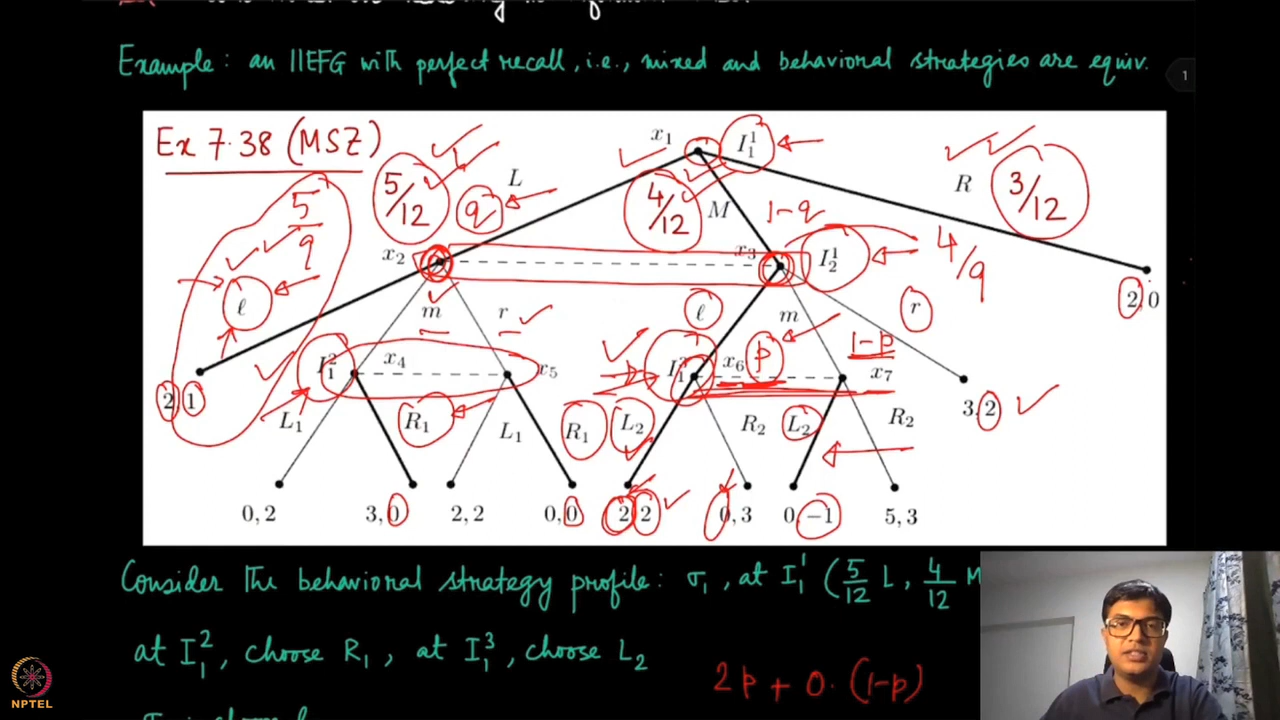 Example : an IIEFG with perfect recall, i.e., mixed and behavioral strategies are equiv.
1
Ex 7.38 (MSZ)
x1 I11
5/12 L 4/12 M R 3/12
q 1-q
x2 x3 I21 4/9
5/9
ℓ m r ℓ m r
I12 x4 x5 I13 x6 p 1-p x7
2, 1 2, 0
3, 2
L1 R1 L1 R1 L2 R2 L2 R2
0, 2 3, 0 2, 2 0, 0 2, 2 0, 3 0, −1 5, 3
Consider the behavioral strategy profile : σ1, at I11 (5/12 L, 4/12 M
at I12, choose R1, at I13, choose L2
2p + 0. (1-p)
NPTEL